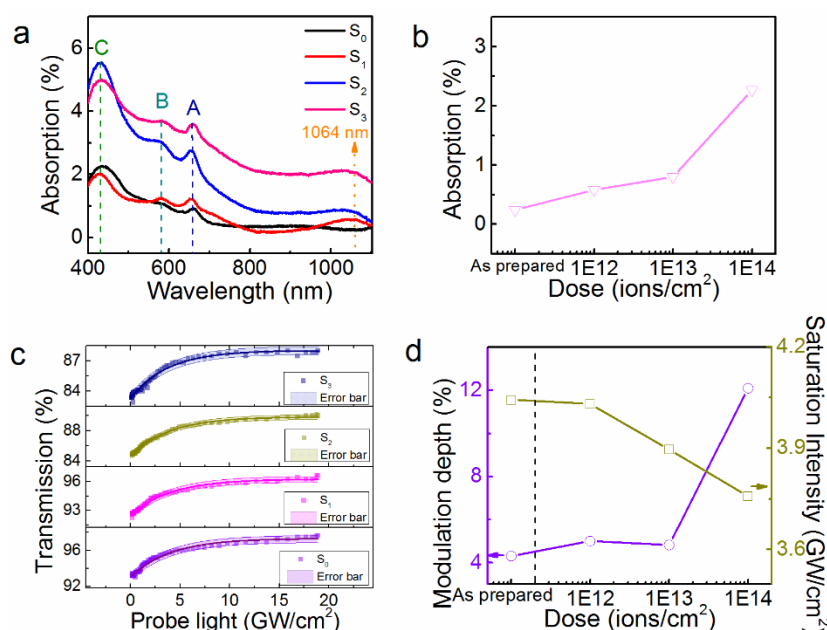 a
C
B
A
S0
S1
S2
S3
1064 nm
6
4
2
0
Absorption (%)
400
600
800
1000
Wavelength (nm)
b
3
2
1
0
Absorption (%)
As prepared
1E12
1E13
1E14
Dose (ions/cm²)
c
87
84
88
84
96
93
96
92
Transmission (%)
S3
Error bar
S2
Error bar
S1
Error bar
S0
Error bar
0
5
10
15
20
Probe light (GW/cm²)
d
12
8
4
Modulation depth (%)
4.2
3.9
3.6
Saturation Intensity (GW/cm²)
As prepared
1E12
1E13
1E14
Dose (ions/cm²)